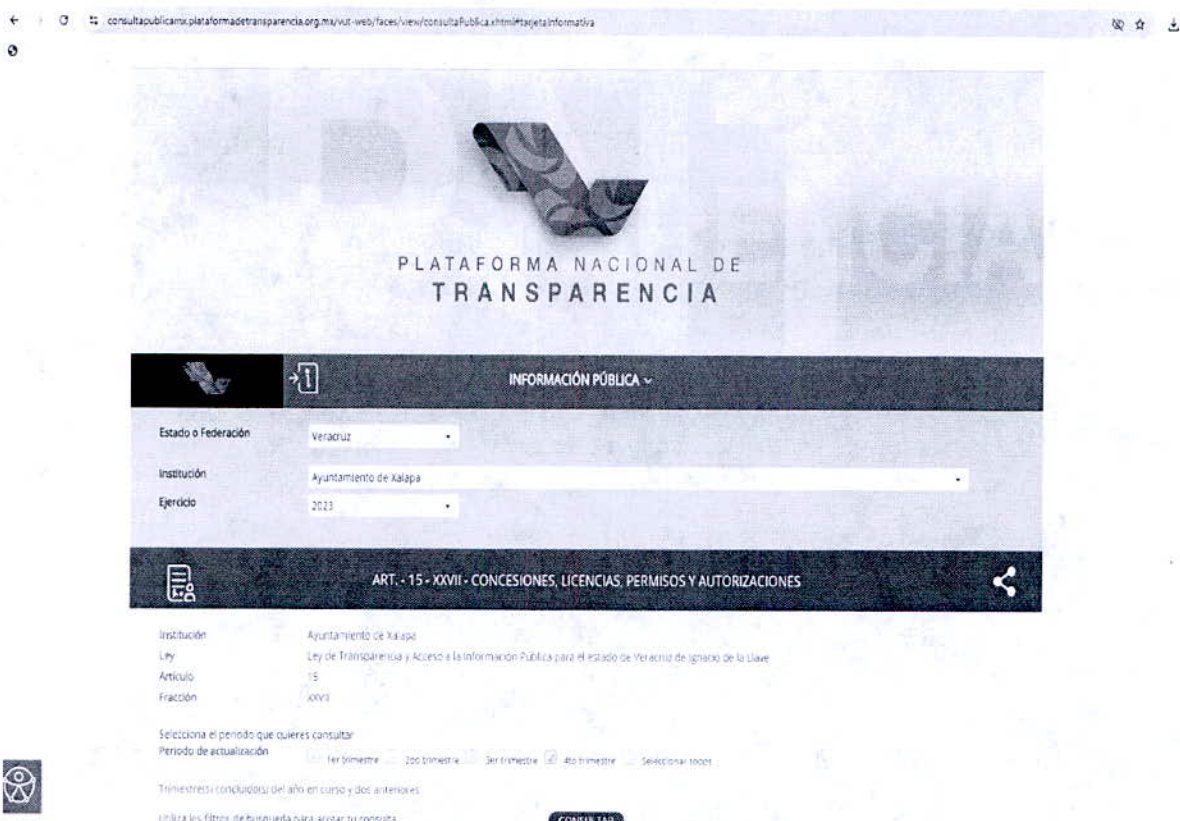 consultapublicamx.plataformadetransparencia.org.mx/vut-web/faces/view/consultaPublica.xhtml#tarjetaInformativa
PLATAFORMA NACIONAL DE
TRANSPARENCIA
INFORMACIÓN PÚBLICA
Estado o Federación Veracruz
Institución Ayuntamiento de Xalapa
Ejercicio 2023
ART. - 15 - XXVII - CONCESIONES, LICENCIAS, PERMISOS Y AUTORIZACIONES
Institución Ayuntamiento de Xalapa
Ley Ley de Transparencia y Acceso a la Información Pública para el estado de Veracruz de Ignacio de la Llave
Artículo 15
Fracción XXVII
Selecciona el periodo que quieres consultar
Periodo de actualización 1er trimestre 2do trimestre 3er trimestre 4to trimestre Seleccionar todos
Trimestre(s) concluido(s) del año en curso y dos anteriores
Utiliza los filtros de búsqueda para acotar tu consulta CONSULTAR